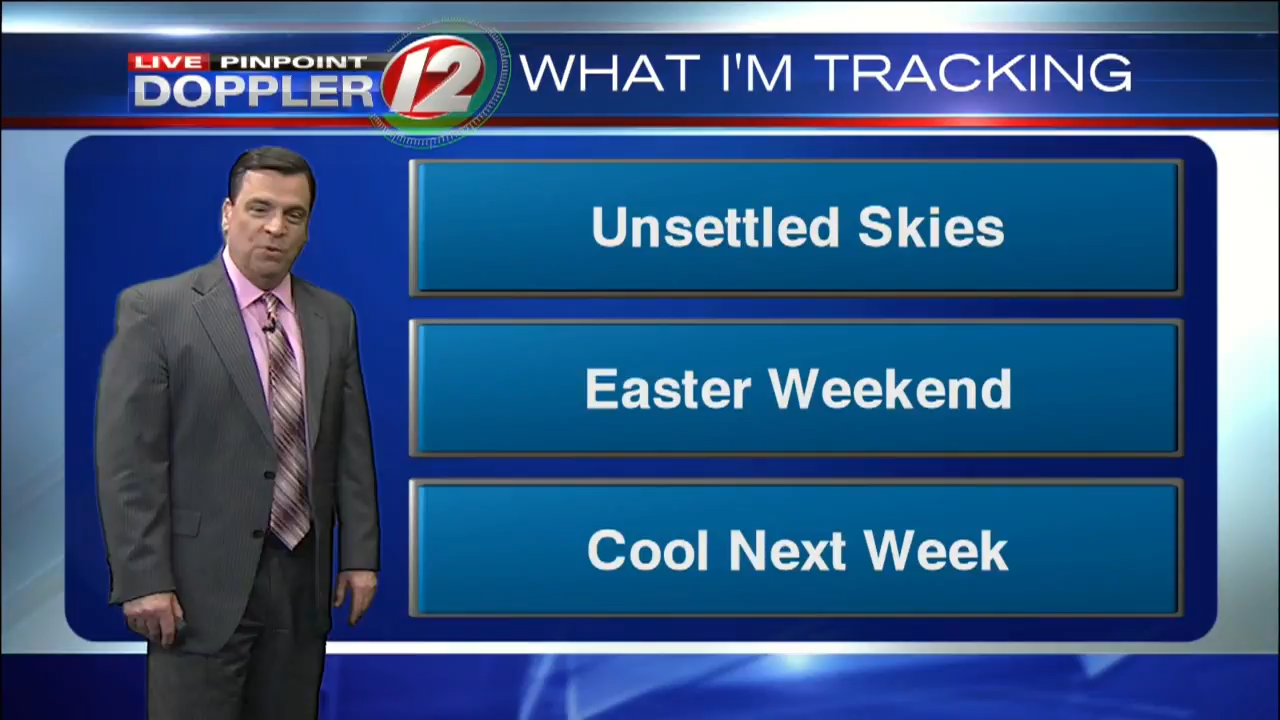 LIVE PINPOINT
DOPPLER 12
WHAT I'M TRACKING
Unsettled Skies
Easter Weekend
Cool Next Week